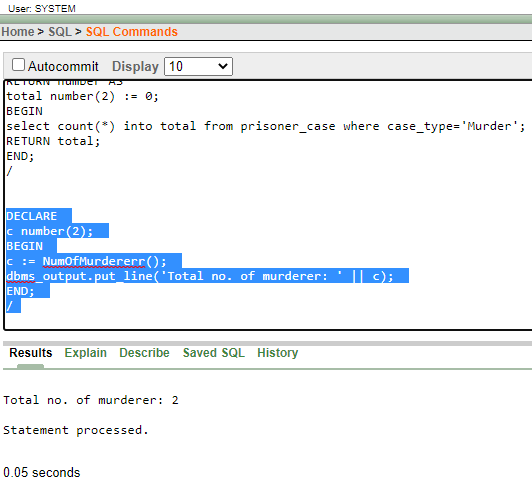 User: SYSTEM
Home > SQL > SQL Commands
Autocommit Display 10
RETURN number AS
total number(2) := 0;
BEGIN
select count(*) into total from prisoner_case where case_type='Murder';
RETURN total;
END;
/
DECLARE
c number(2);
BEGIN
c := NumOfMurdererr();
dbms_output.put_line('Total no. of murderer: ' || c);
END;
/
Results Explain Describe Saved SQL History
Total no. of murderer: 2
Statement processed.
0.05 seconds